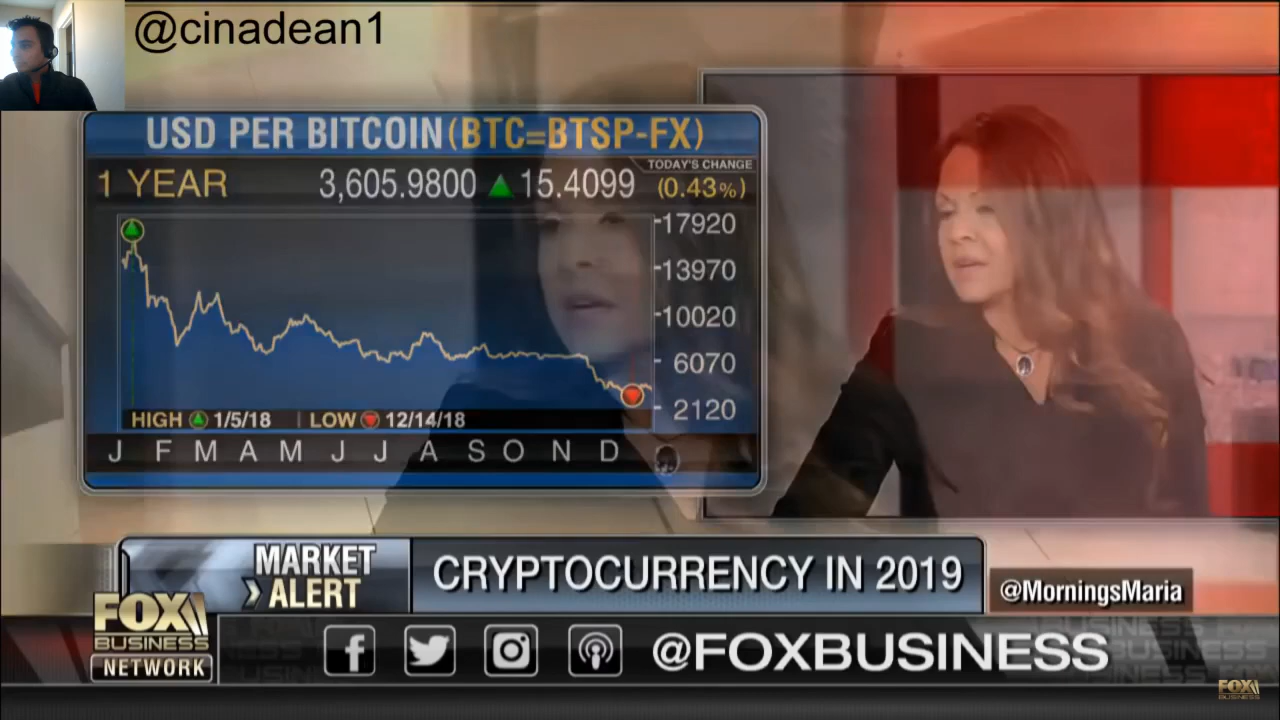 @cinadean1
USD PER BITCOIN(BTC=BTSP-FX)
TODAY'S CHANGE
1 YEAR 3,605.9800 15.4099 (0.43%)
17920
13970
10020
6070
2120
HIGH 1/5/18 | LOW 12/14/18
J F M A M J J A S O N D
MARKET
ALERT
CRYPTOCURRENCY IN 2019
@MorningsMaria
FOX
BUSINESS
NETWORK
@FOXBUSINESS
FOX
BUSINESS